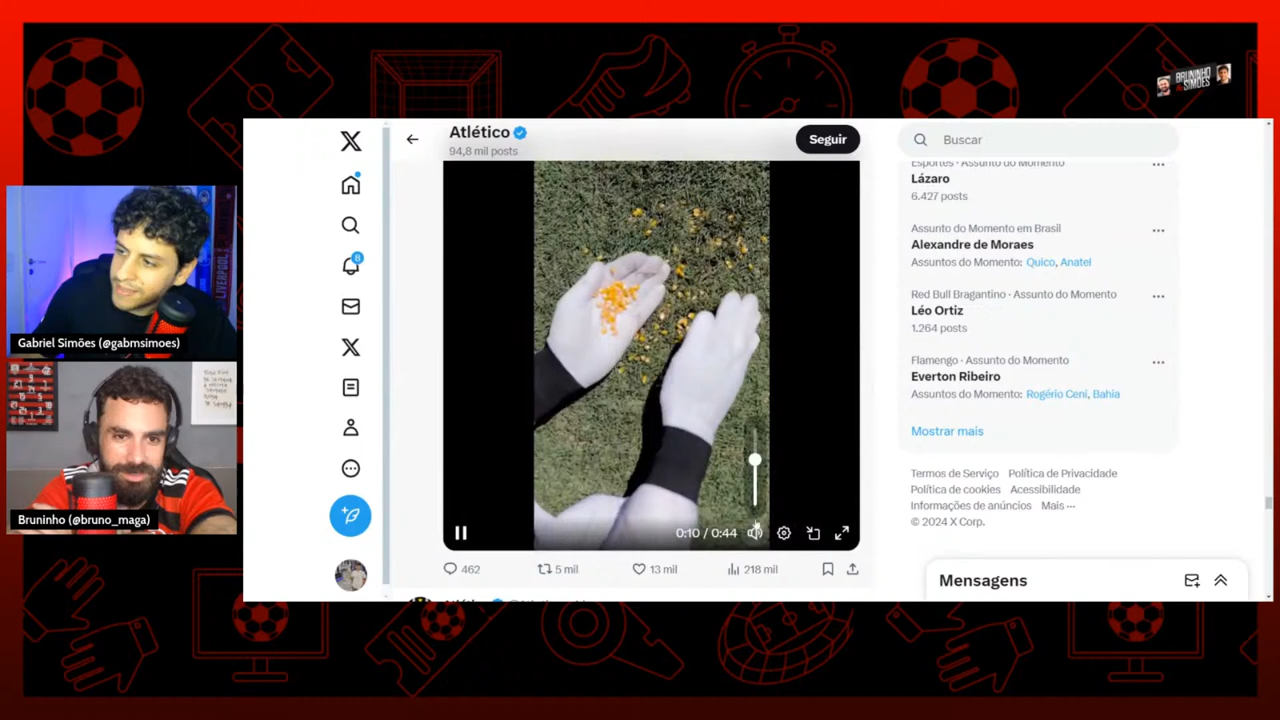 BRUNINHO
SIMÕES
LIVERPOOL
Gabriel Simões (@gabmsimoes)
Bruninho (@bruno_maga)
Atlético
94,8 mil posts
Seguir
0:10 / 0:44
462
5 mil
13 mil
218 mil
8
Buscar
Esportes · Assunto do Momento
Lázaro
6.427 posts
Assunto do Momento em Brasil
Alexandre de Moraes
Assuntos do Momento: Quico, Anatel
Red Bull Bragantino · Assunto do Momento
Léo Ortiz
1.264 posts
Flamengo · Assunto do Momento
Everton Ribeiro
Assuntos do Momento: Rogério Ceni, Bahia
Mostrar mais
Termos de Serviço Política de Privacidade
Política de cookies Acessibilidade
Informações de anúncios Mais ···
© 2024 X Corp.
Mensagens